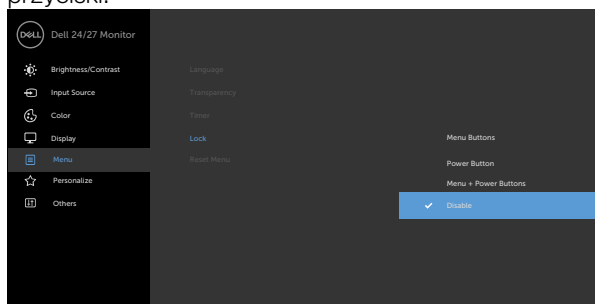 przyciski.
DELL Dell 24/27 Monitor
Brightness/Contrast Language
Input Source Transparency
Color Timer
Display Lock Menu Buttons
Menu Reset Menu Power Button
Personalize Menu + Power Buttons
Others Disable